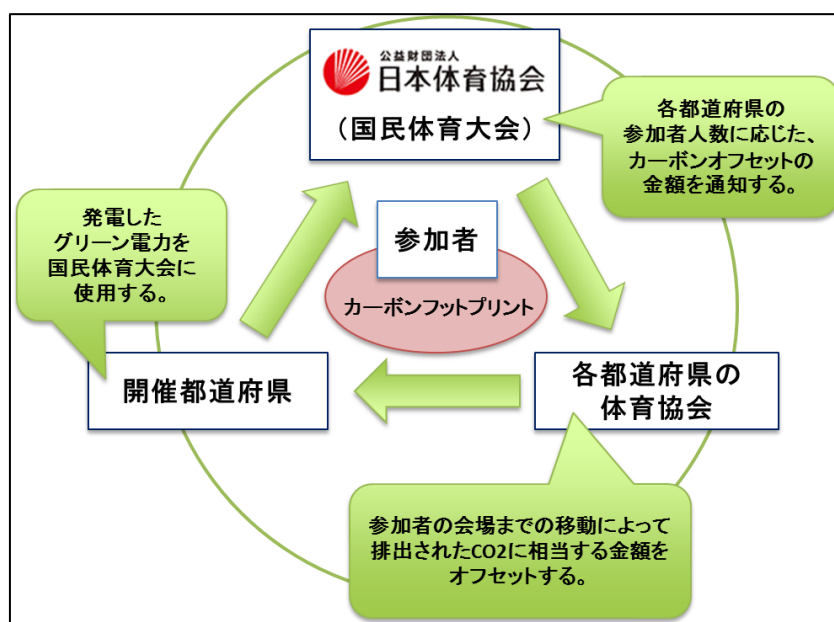 公益財団法人
日本体育協会
（国民体育大会）
各都道府県の
参加者人数に応じた、
カーボンオフセットの
金額を通知する。
発電した
グリーン電力を
国民体育大会に
使用する。
参加者
カーボンフットプリント
開催都道府県
各都道府県の
体育協会
参加者の会場までの移動によって
排出されたCO2に相当する金額を
オフセットする。